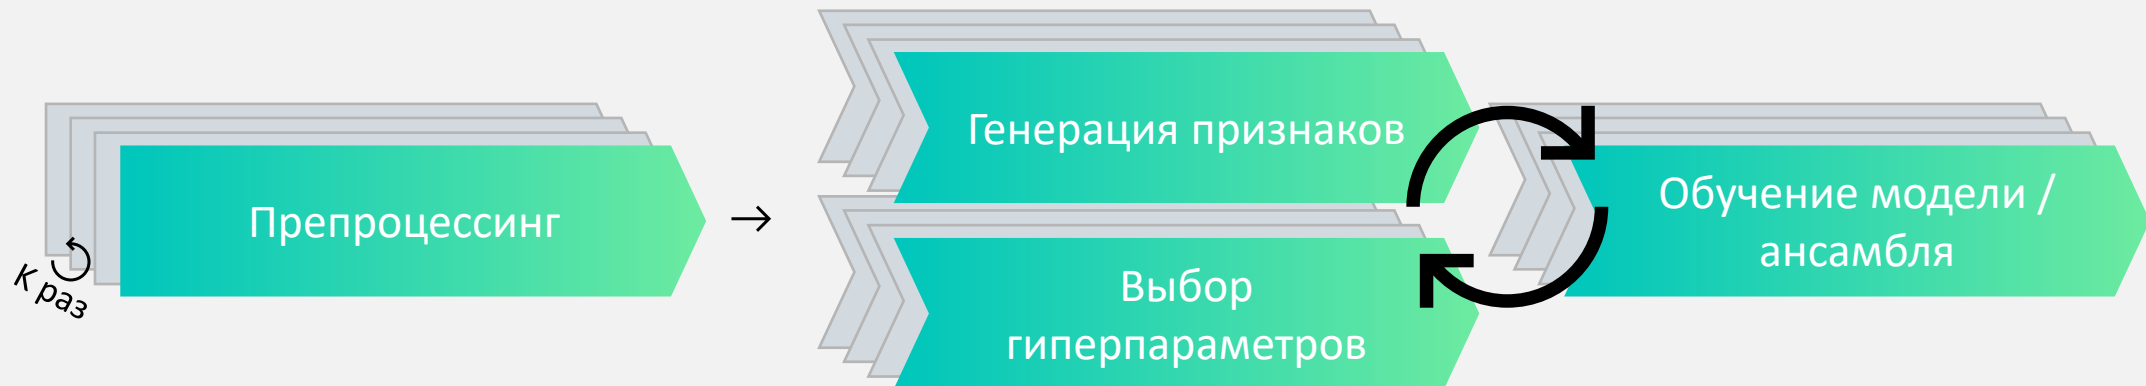 Препроцессинг
К раз
→
Генерация признаков
Выбор
гиперпараметров
Обучение модели /
ансамбля